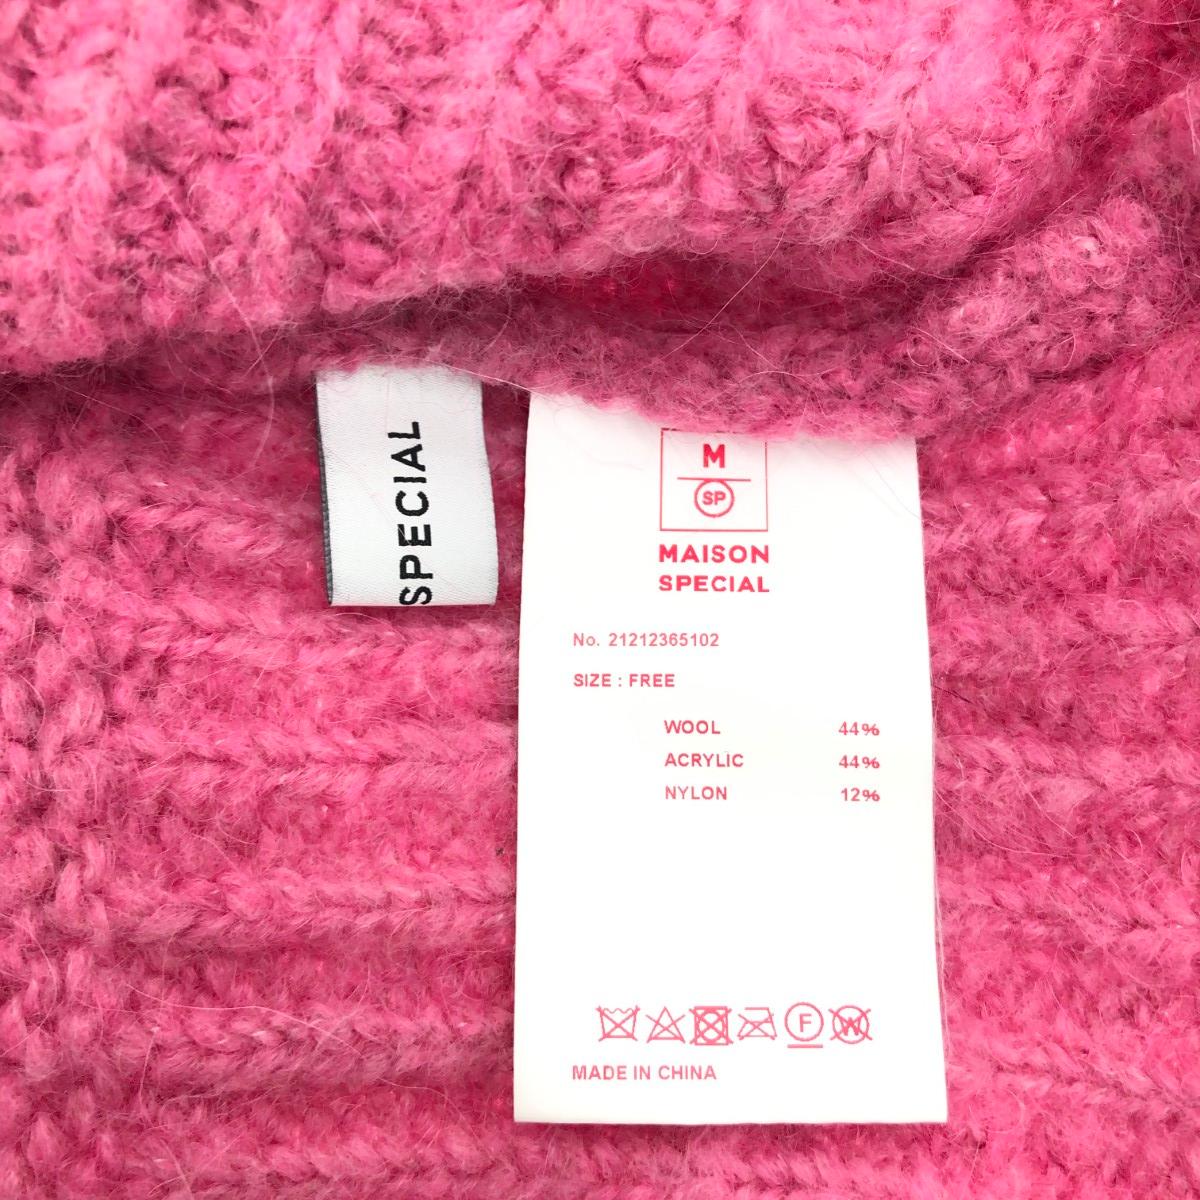 SPECIAL
M
SP
MAISON
SPECIAL
No. 21212365102
SIZE : FREE
WOOL 44%
ACRYLIC 44%
NYLON 12%
F
W
MADE IN CHINA